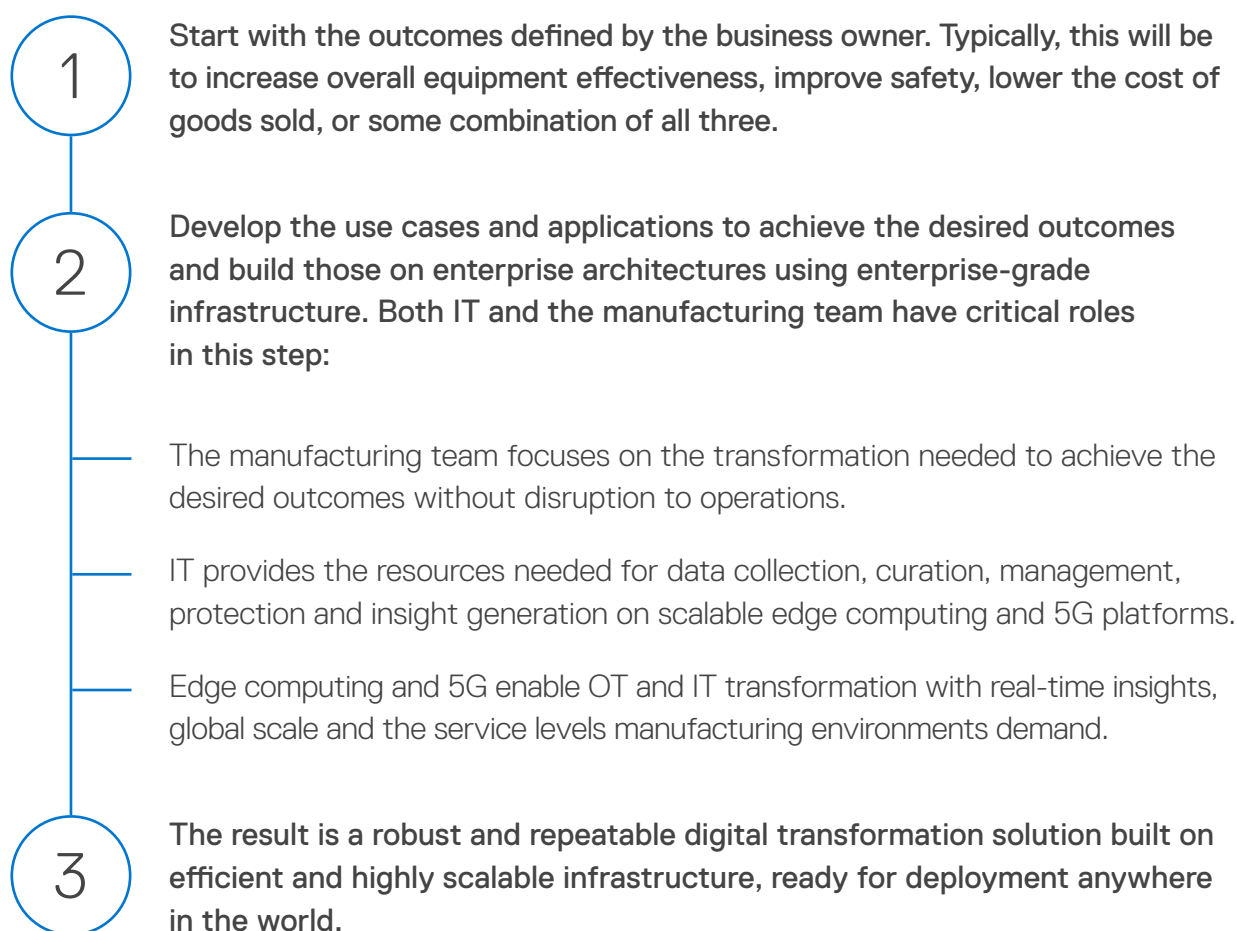 1
Start with the outcomes defined by the business owner. Typically, this will be
to increase overall equipment effectiveness, improve safety, lower the cost of
goods sold, or some combination of all three.
2
Develop the use cases and applications to achieve the desired outcomes
and build those on enterprise architectures using enterprise-grade
infrastructure. Both IT and the manufacturing team have critical roles
in this step:
The manufacturing team focuses on the transformation needed to achieve the
desired outcomes without disruption to operations.
IT provides the resources needed for data collection, curation, management,
protection and insight generation on scalable edge computing and 5G platforms.
Edge computing and 5G enable OT and IT transformation with real-time insights,
global scale and the service levels manufacturing environments demand.
3
The result is a robust and repeatable digital transformation solution built on
efficient and highly scalable infrastructure, ready for deployment anywhere
in the world.